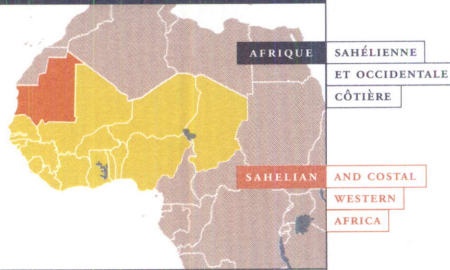 AFRIQUE SAHÉLIENNE
ET OCCIDENTALE
CÔTIÈRE
SAHELIAN AND COSTAL
WESTERN
AFRICA